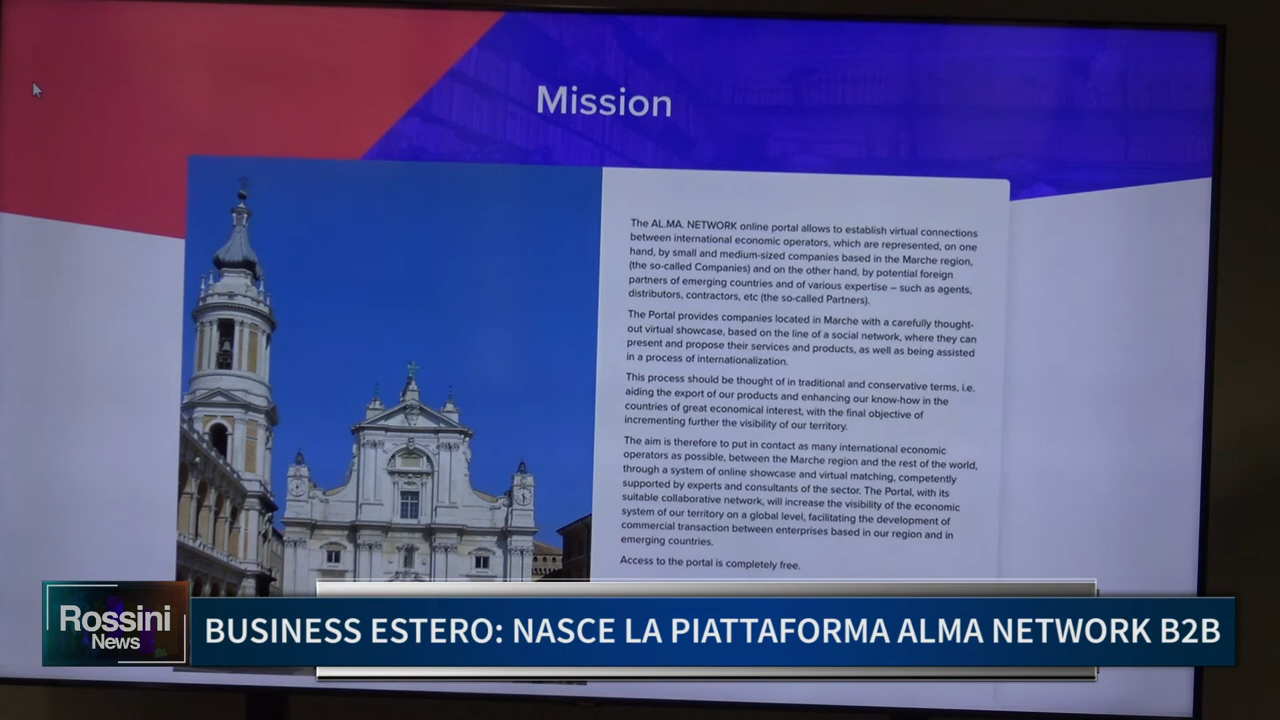 Mission
The AL.MA. NETWORK online portal allows to establish virtual connections
between international economic operators, which are represented, on one
hand, by small and medium-sized companies based in the Marche region,
(the so-called Companies) and on the other hand, by potential foreign
partners of emerging countries and of various expertise – such as agents,
distributors, contractors, etc (the so-called Partners).
The Portal provides companies located in Marche with a carefully thought-
out virtual showcase, based on the line of a social network, where they can
present and propose their services and products, as well as being assisted
in a process of internationalization.
This process should be thought of in traditional and conservative terms, i.e.
aiding the export of our products and enhancing our know-how in the
countries of great economical interest, with the final objective of
incrementing further the visibility of our territory.
The aim is therefore to put in contact as many international economic
operators as possible, between the Marche region and the rest of the world,
through a system of online showcase and virtual matching, competently
supported by experts and consultants of the sector. The Portal, with its
suitable collaborative network, will increase the visibility of the economic
system of our territory on a global level, facilitating the development of
commercial transaction between enterprises based in our region and in
emerging countries.
Access to the portal is completely free.
Rossini
News
BUSINESS ESTERO: NASCE LA PIATTAFORMA ALMA NETWORK B2B